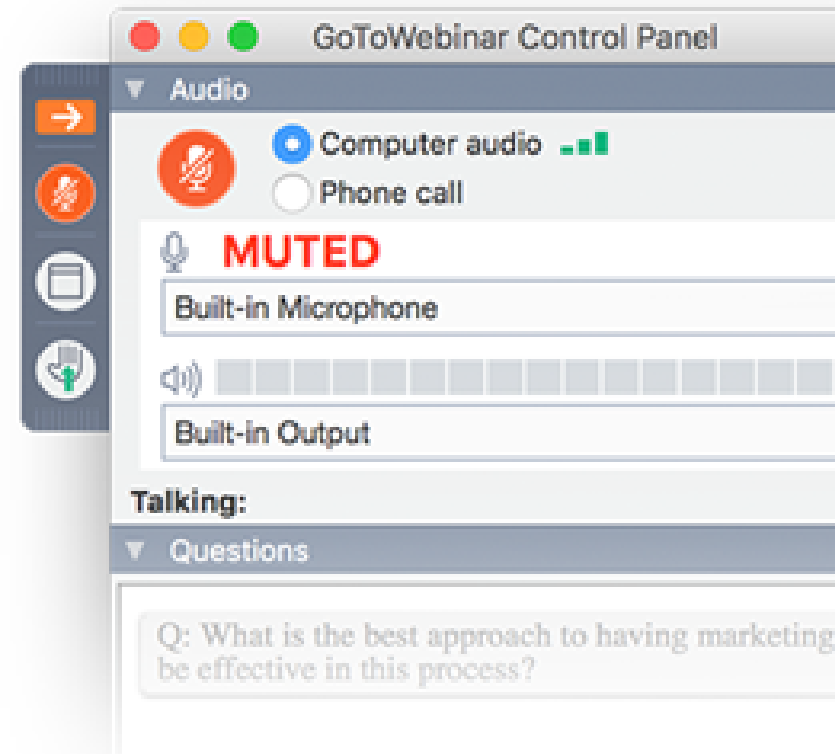 GoToWebinar Control Panel
Audio
Computer audio
Phone call
MUTED
Built-in Microphone
Built-in Output
Talking:
Questions
Q: What is the best approach to having marketing
be effective in this process?